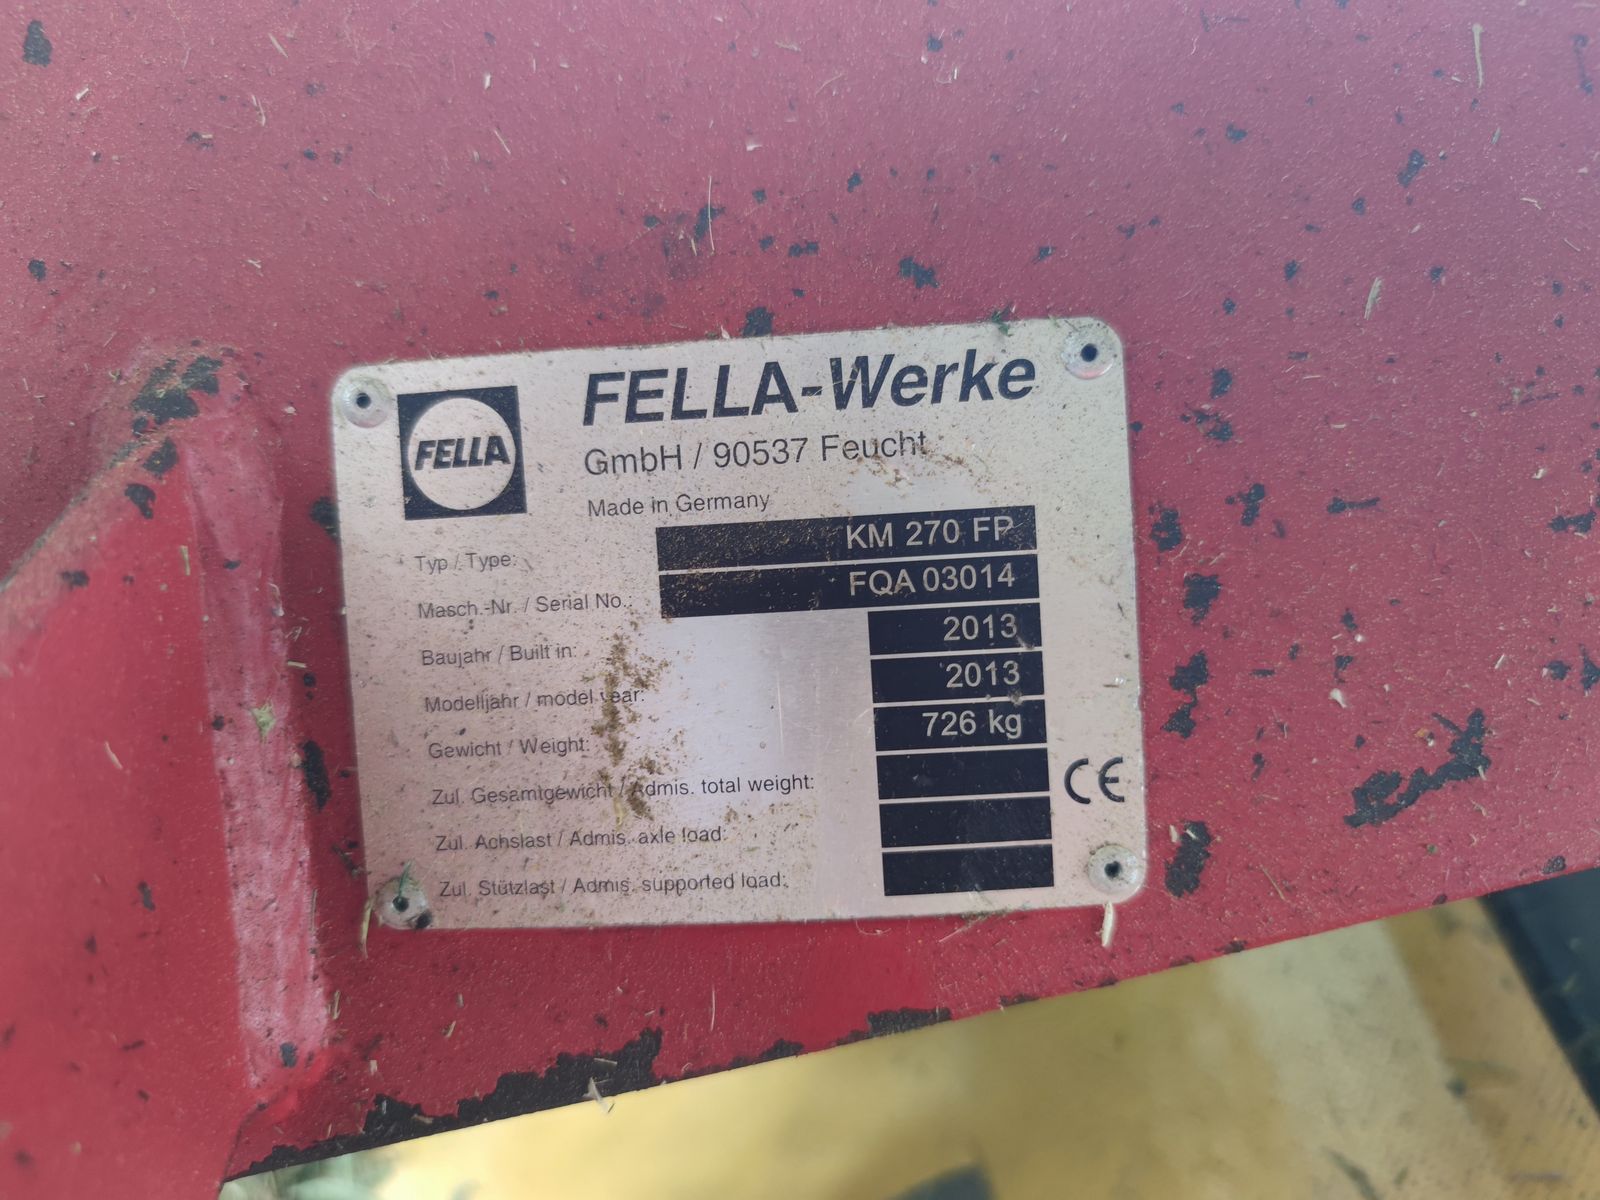 FELLA
FELLA-Werke
GmbH / 90537 Feucht
Made in Germany
Typ / Type: KM 270 FP
Masch.-Nr. / Serial No.: FQA 03014
Baujahr / Built in: 2013
Modelljahr / model year: 2013
Gewicht / Weight: 726 kg
Zul. Gesamtgewicht / Admis. total weight:
CE
Zul. Achslast / Admis. axle load:
Zul. Stützlast / Admis. supported load: